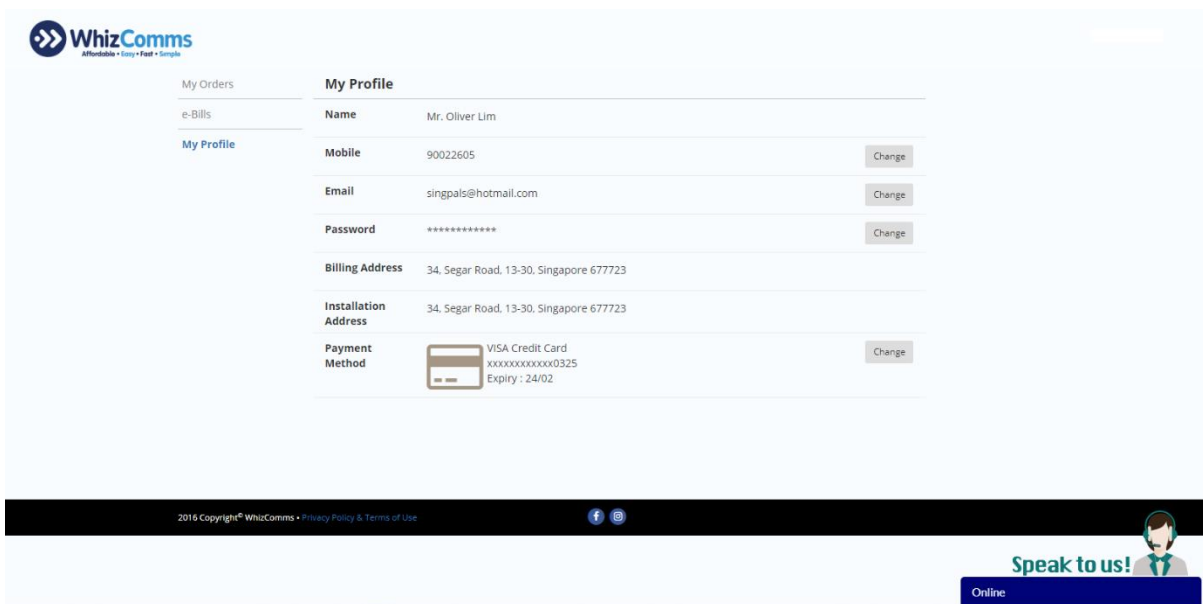 WhizComms
Affordable • Easy • Fast • Simple
My Orders
e-Bills
My Profile
My Profile
Name Mr. Oliver Lim
Mobile 90022605 Change
Email singpals@hotmail.com Change
Password ************ Change
Billing Address 34, Segar Road, 13-30, Singapore 677723
Installation
Address 34, Segar Road, 13-30, Singapore 677723
Payment
Method
VISA Credit Card
xxxxxxxxxxxx0325
Expiry : 24/02
Change
2016 Copyright© WhizComms • Privacy Policy & Terms of Use
Speak to us!
Online